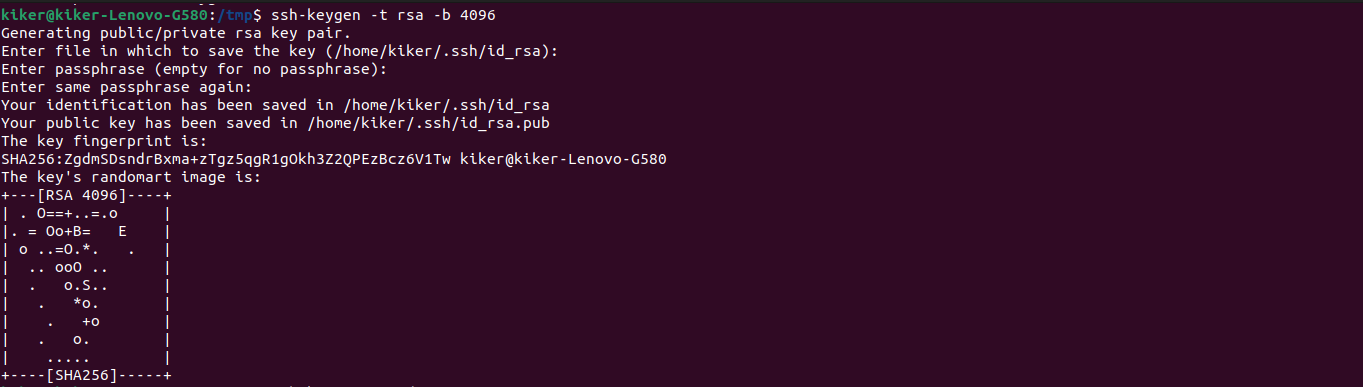 kiker@kiker-Lenovo-G580:/tmp$ ssh-keygen -t rsa -b 4096
Generating public/private rsa key pair.
Enter file in which to save the key (/home/kiker/.ssh/id_rsa):
Enter passphrase (empty for no passphrase):
Enter same passphrase again:
Your identification has been saved in /home/kiker/.ssh/id_rsa
Your public key has been saved in /home/kiker/.ssh/id_rsa.pub
The key fingerprint is:
SHA256:ZgdmSDsndrBxma+zTgz5qgR1gOkh3Z2QPEzBcz6V1Tw kiker@kiker-Lenovo-G580
The key's randomart image is:
+---[RSA 4096]----+
| . O==+..=.o     |
|. = Oo+B=   E    |
| o ..=O.*.   .   |
|  .. ooO ..      |
|  .   o.S..      |
|   .   *o.       |
|    .   +o       |
|   .   o.        |
|    .....        |
+----[SHA256]-----+